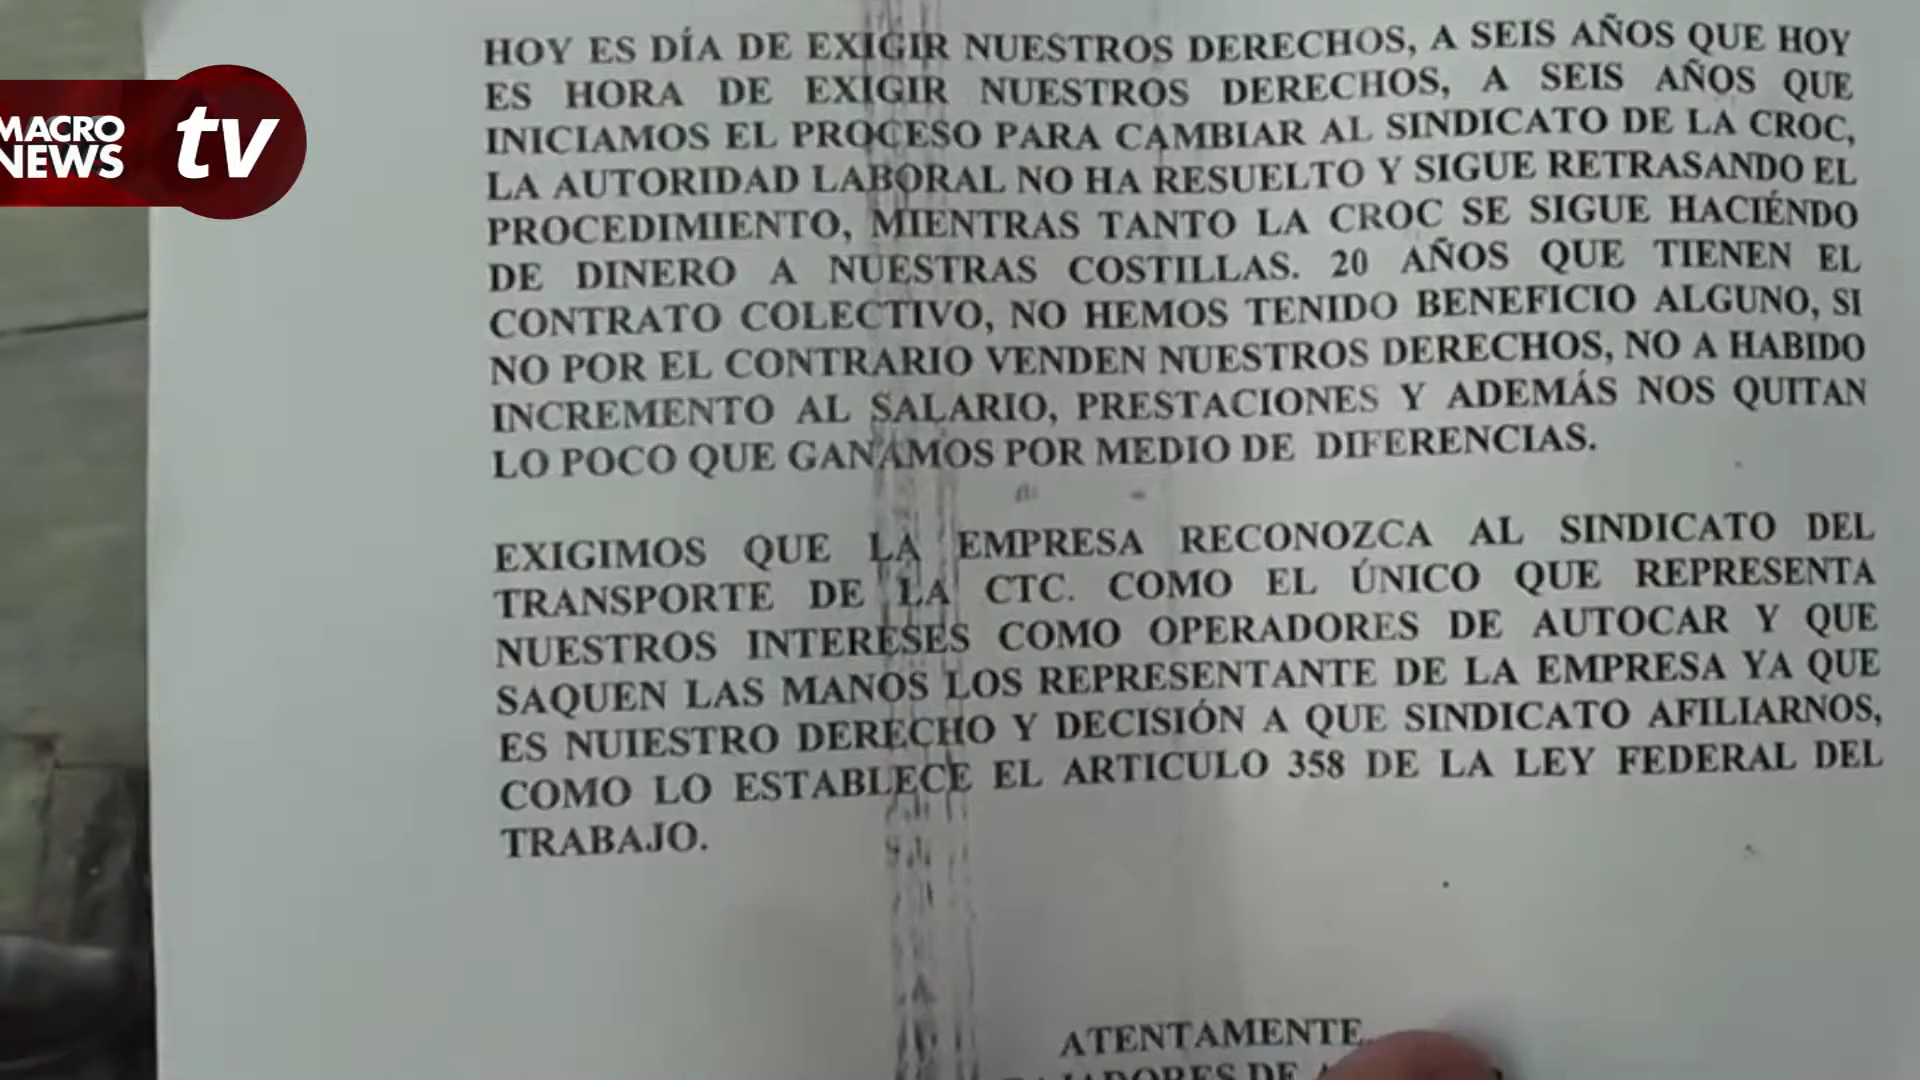 MACRO
NEWS
tv
HOY ES DÍA DE EXIGIR NUESTROS DERECHOS, A SEIS AÑOS QUE HOY
ES HORA DE EXIGIR NUESTROS DERECHOS, A SEIS AÑOS QUE
INICIAMOS EL PROCESO PARA CAMBIAR AL SINDICATO DE LA CROC,
LA AUTORIDAD LABORAL NO HA RESUELTO Y SIGUE RETRASANDO EL
PROCEDIMIENTO, MIENTRAS TANTO LA CROC SE SIGUE HACIÉNDO
DE DINERO A NUESTRAS COSTILLAS. 20 AÑOS QUE TIENEN EL
CONTRATO COLECTIVO, NO HEMOS TENIDO BENEFICIO ALGUNO, SI
NO POR EL CONTRARIO VENDEN NUESTROS DERECHOS, NO A HABIDO
INCREMENTO AL SALARIO, PRESTACIONES Y ADEMÁS NOS QUITAN
LO POCO QUE GANAMOS POR MEDIO DE DIFERENCIAS.
EXIGIMOS QUE LA EMPRESA RECONOZCA AL SINDICATO DEL
TRANSPORTE DE LA CTC. COMO EL ÚNICO QUE REPRESENTA
NUESTROS INTERESES COMO OPERADORES DE AUTOCAR Y QUE
SAQUEN LAS MANOS LOS REPRESENTANTE DE LA EMPRESA YA QUE
ES NUIESTRO DERECHO Y DECISIÓN A QUE SINDICATO AFILIARNOS,
COMO LO ESTABLECE EL ARTICULO 358 DE LA LEY FEDERAL DEL
TRABAJO.
ATENTAMENTE.
DE